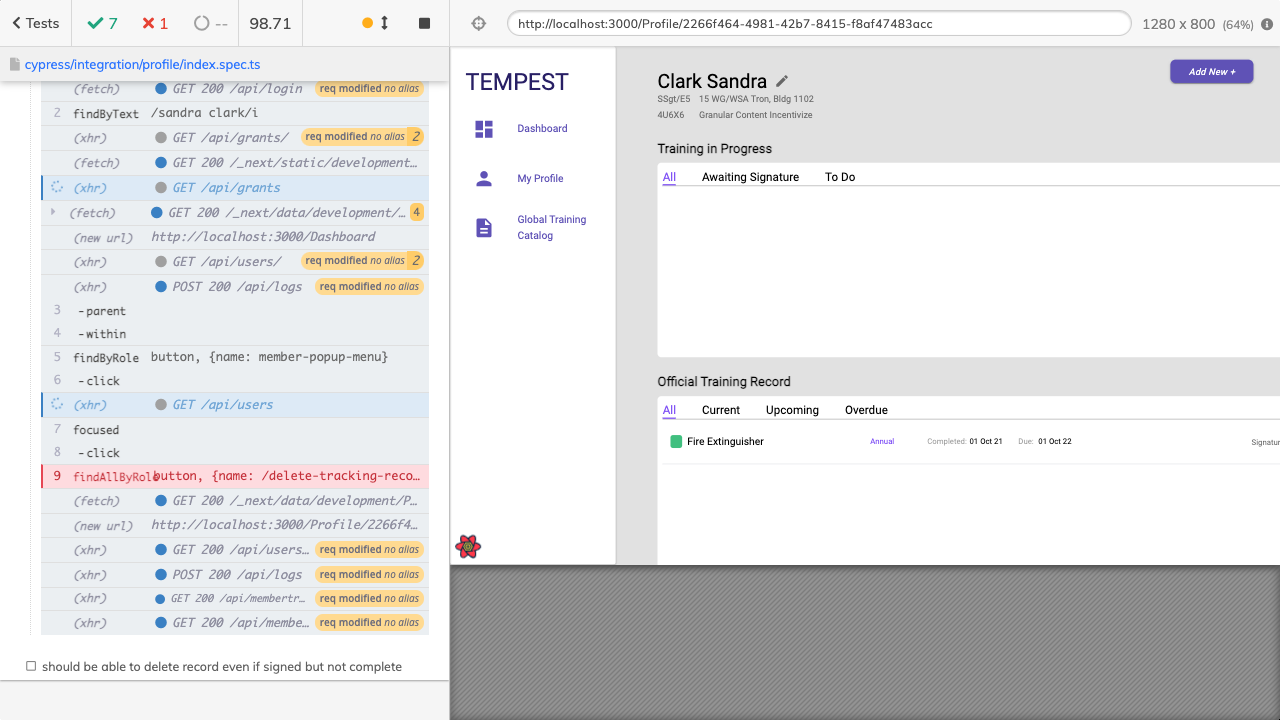 Tests
7
1
--
98.71
http://localhost:3000/Profile/2266f464-4981-42b7-8415-f8af47483acc
1280 x 800 (64%)
cypress/integration/profile/index.spec.ts
(fetch) GET 200 /api/login req modified no alias
2 findByText /sandra clark/i
(xhr) GET /api/grants/ req modified no alias 2
(fetch) GET 200 /_next/static/development...
(xhr) GET /api/grants
(fetch) GET 200 /_next/data/development/... 4
(new url) http://localhost:3000/Dashboard
(xhr) GET /api/users/ req modified no alias 2
(xhr) POST 200 /api/logs req modified no alias
3 -parent
4 -within
5 findByRole button, {name: member-popup-menu}
6 -click
(xhr) GET /api/users
7 focused
8 -click
9 findAllByRole button, {name: /delete-tracking-reco...
(fetch) GET 200 /_next/data/development/P...
(new url) http://localhost:3000/Profile/2266f4...
(xhr) GET 200 /api/users... req modified no alias
(xhr) POST 200 /api/logs req modified no alias
(xhr) GET 200 /api/membertr... req modified no alias
(xhr) GET 200 /api/membe... req modified no alias
should be able to delete record even if signed but not complete
TEMPEST
Dashboard
My Profile
Global Training
Catalog
Clark Sandra
Add New +
SSgt/E5 15 WG/WSA Tron, Bldg 1102
4U6X6 Granular Content Incentivize
Training in Progress
All Awaiting Signature To Do
Official Training Record
All Current Upcoming Overdue
Fire Extinguisher Annual Completed: 01 Oct 21 Due: 01 Oct 22 Signatur